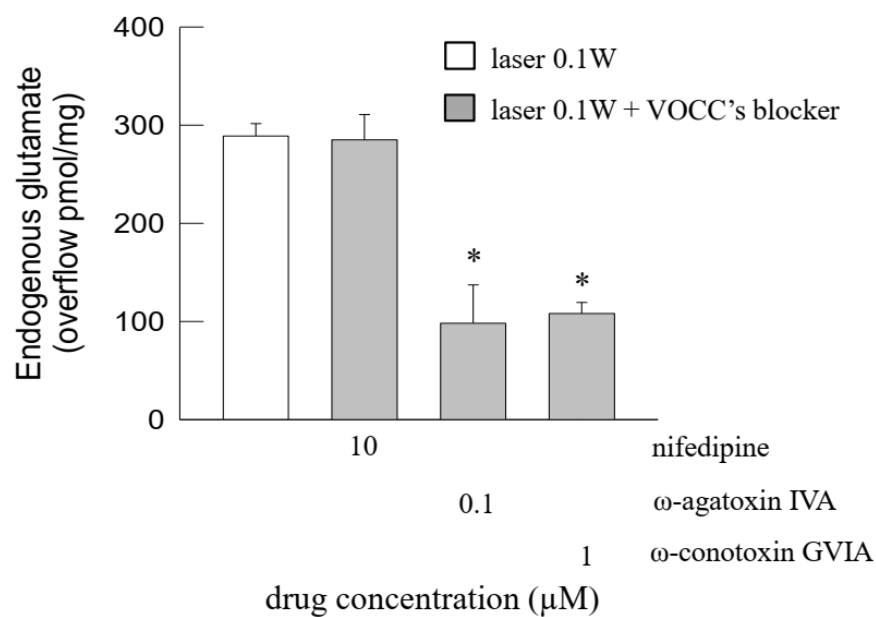 Endogenous glutamate
(overflow pmol/mg)
400
300
200
100
0
laser 0.1W
laser 0.1W + VOCC’s blocker
*
*
10 nifedipine
0.1 ω-agatoxin IVA
1 ω-conotoxin GVIA
drug concentration (µM)